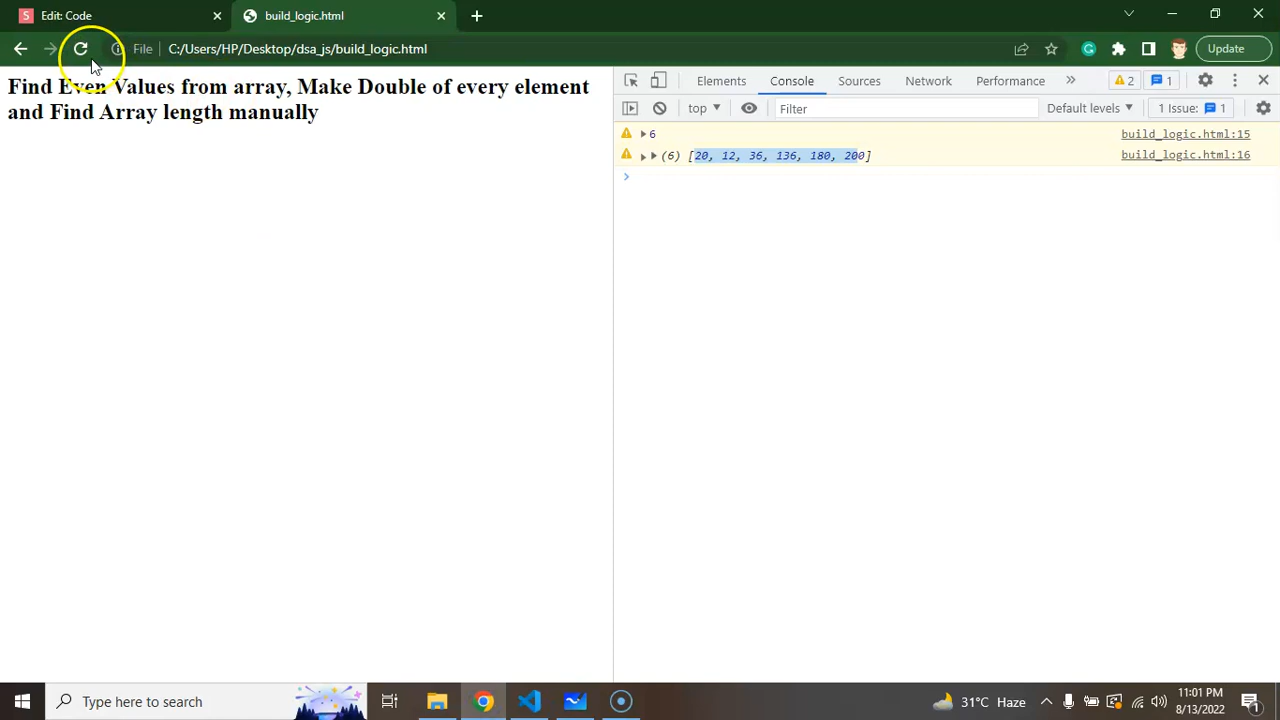 Edit: Code
build_logic.html
File C:/Users/HP/Desktop/dsa_js/build_logic.html
Update
Find Even Values from array, Make Double of every element
and Find Array length manually
Elements Console Sources Network Performance 2 1
top Filter Default levels 1 Issue: 1
6 build_logic.html:15
(6) [20, 12, 36, 136, 180, 200] build_logic.html:16
Type here to search
31°C Haze
11:01 PM
8/13/2022
1